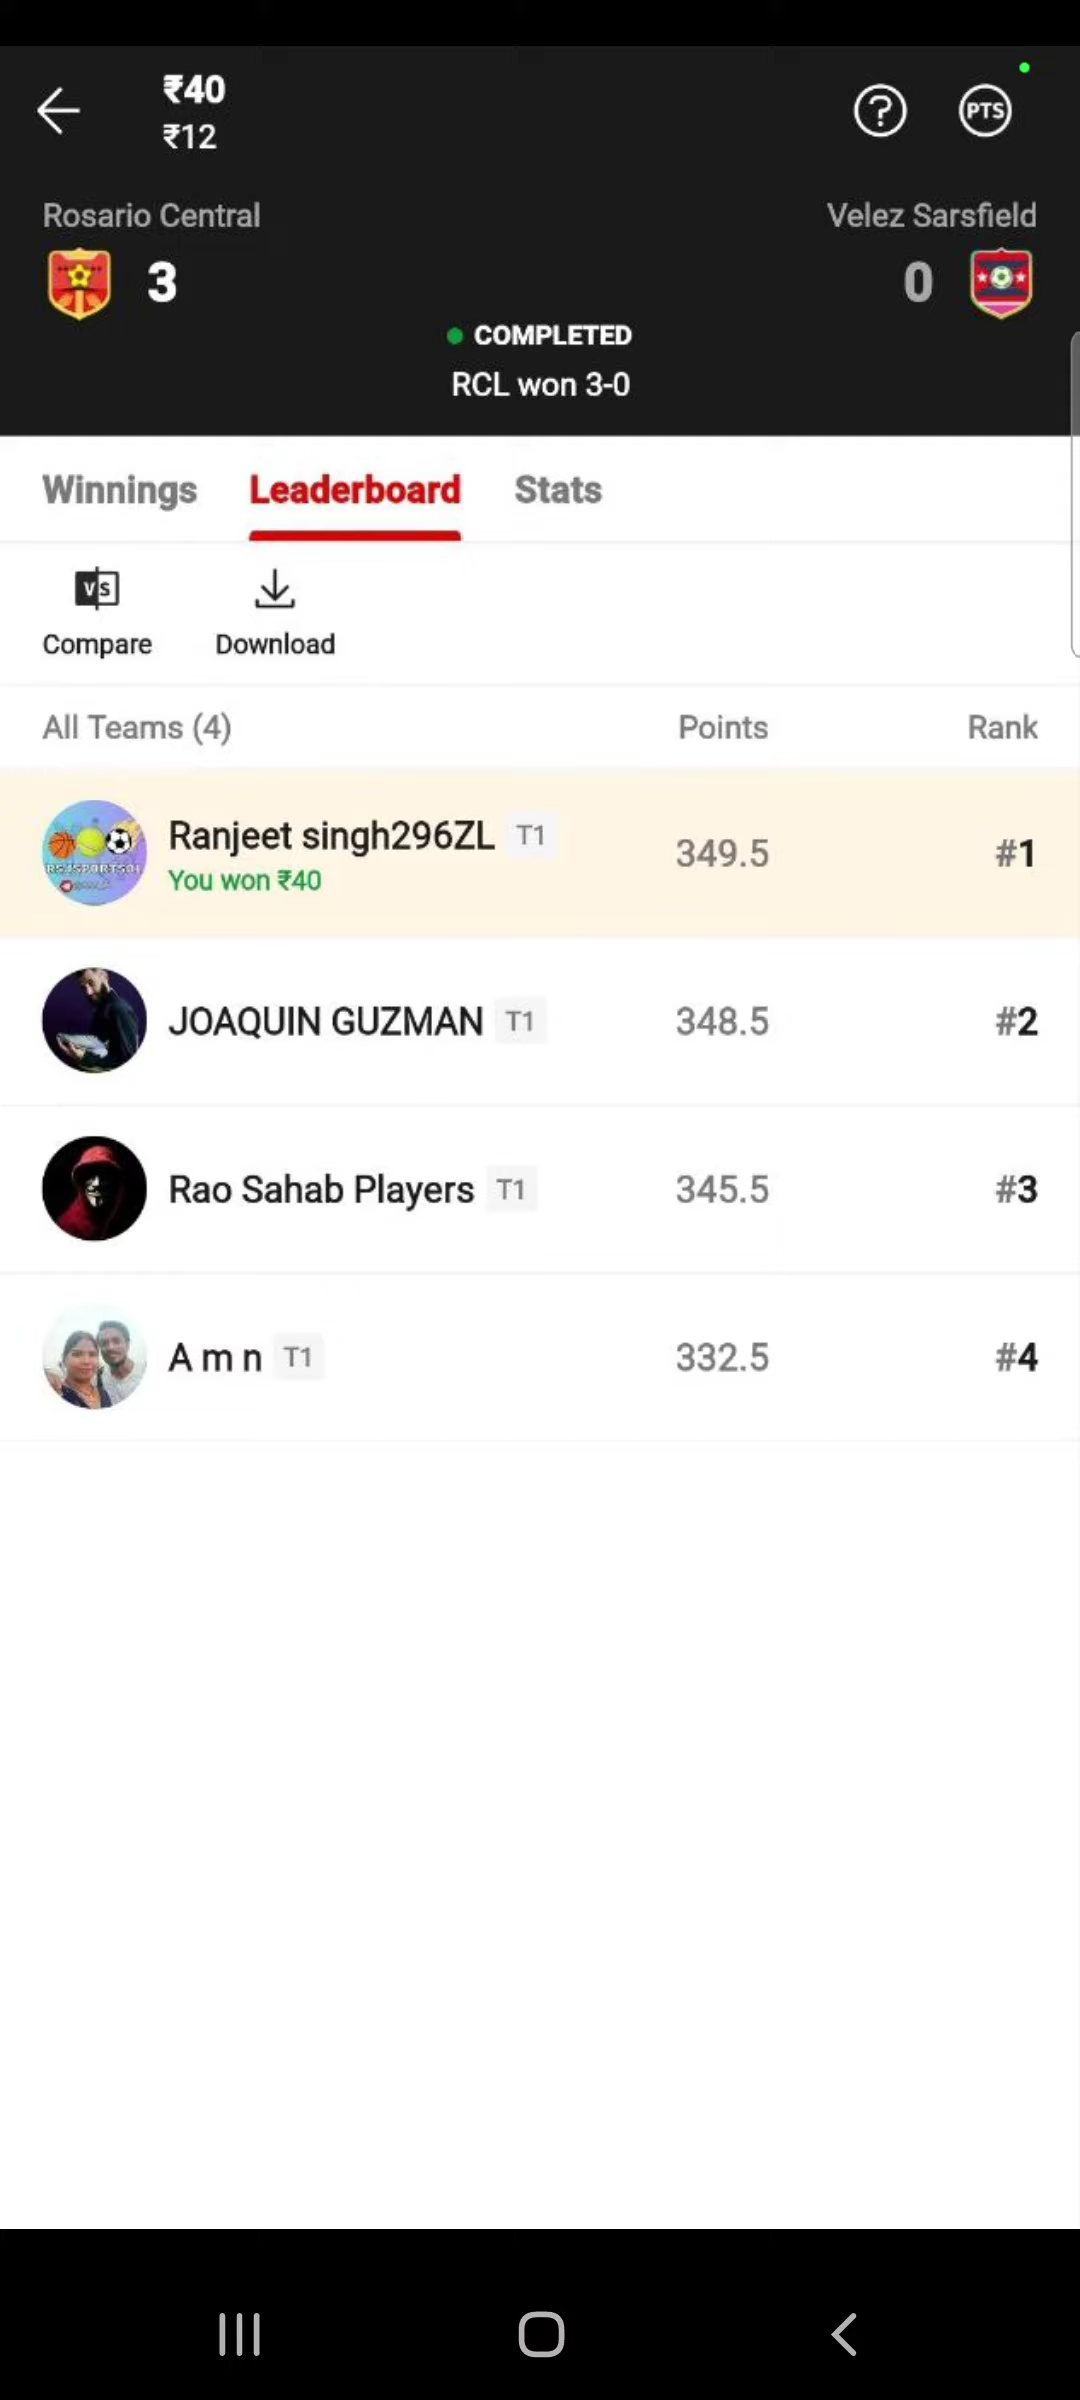 ₹40
₹12
PTS
Rosario Central
Velez Sarsfield
3
0
COMPLETED
RCL won 3-0
Winnings
Leaderboard
Stats
VS
Compare
Download
All Teams (4)
Points
Rank
Ranjeet singh296ZL T1
349.5
#1
You won ₹40
JOAQUIN GUZMAN T1
348.5
#2
Rao Sahab Players T1
345.5
#3
A m n T1
332.5
#4